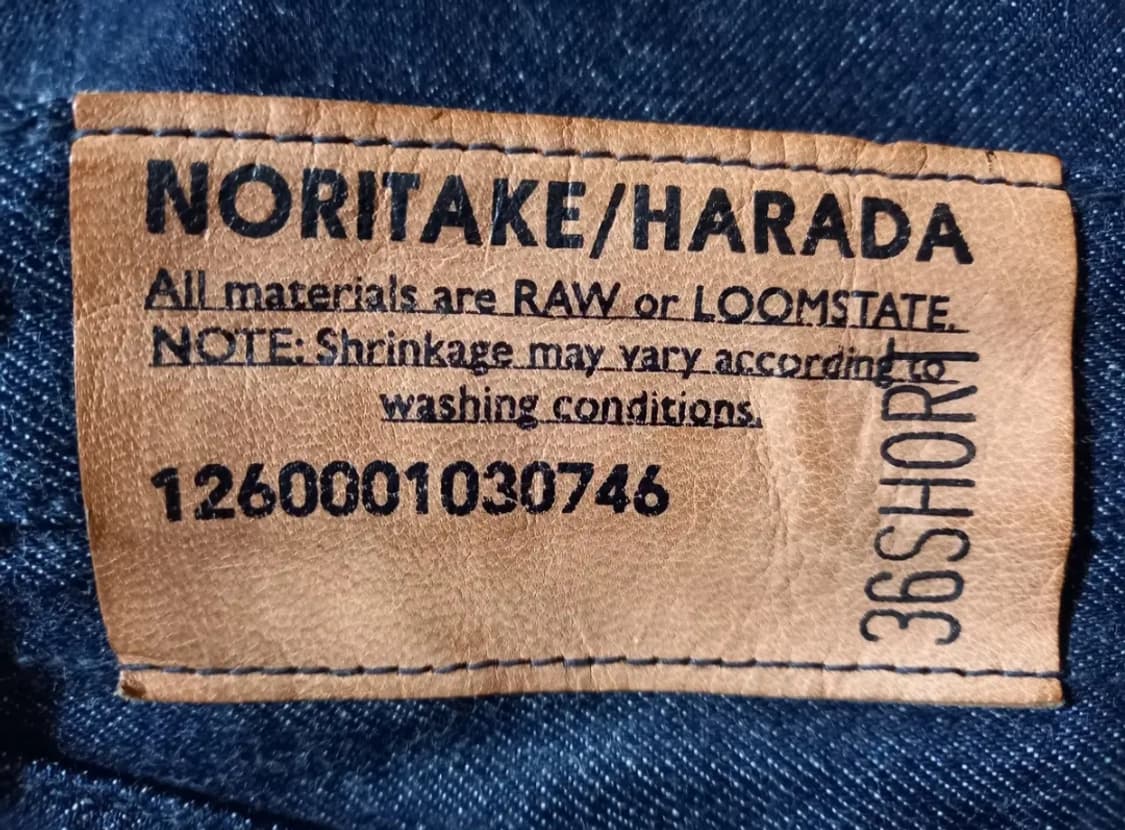 NORITAKE/HARADA
All materials are RAW or LOOMSTATE.
NOTE: Shrinkage may vary according to
washing conditions.
1260001030746
36SHORT